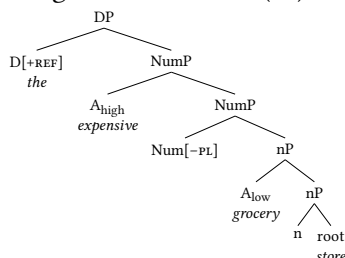 DP
D[+REF] NumP
the
A_high NumP
expensive
Num[−PL] nP
A_low nP
grocery
n root
store